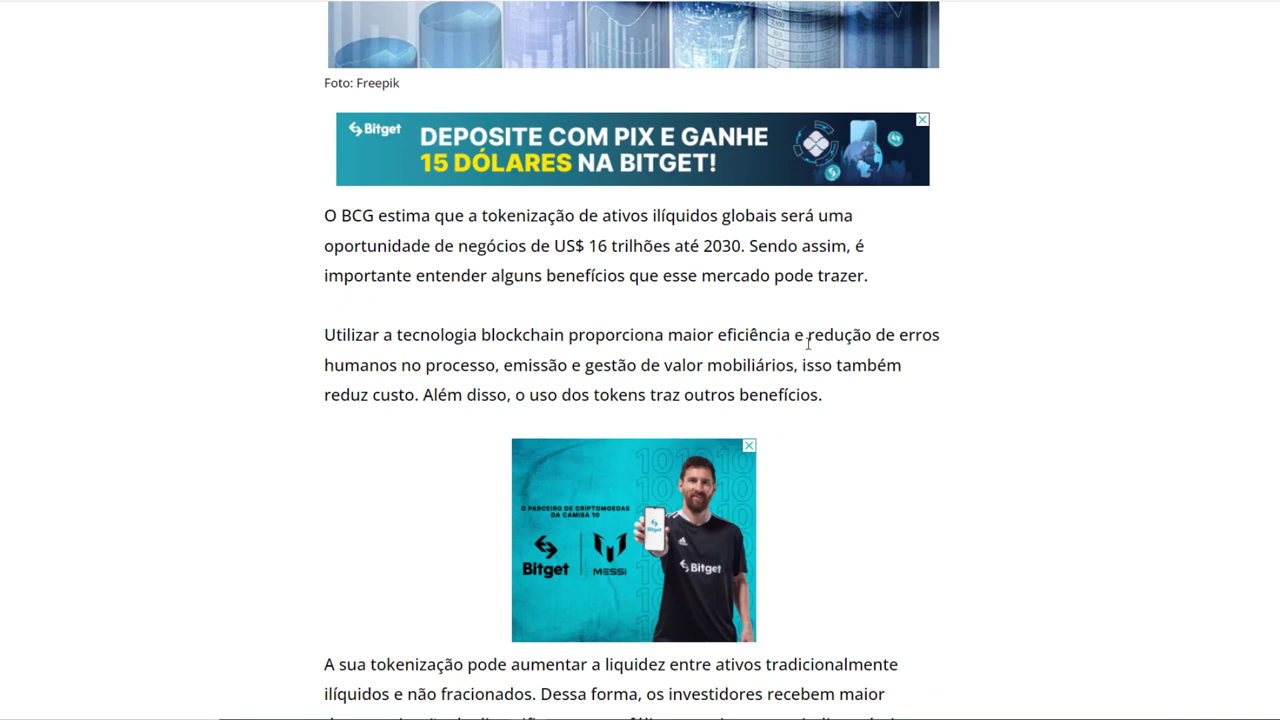 Foto: Freepik
Bitget
DEPOSITE COM PIX E GANHE
15 DÓLARES NA BITGET!
O BCG estima que a tokenização de ativos ilíquidos globais será uma
oportunidade de negócios de US$ 16 trilhões até 2030. Sendo assim, é
importante entender alguns benefícios que esse mercado pode trazer.
Utilizar a tecnologia blockchain proporciona maior eficiência e redução de erros
humanos no processo, emissão e gestão de valor mobiliários, isso também
reduz custo. Além disso, o uso dos tokens traz outros benefícios.
O PARCEIRO DE CRIPTOMOEDAS
DA CAMISA 10
Bitget
MESSI
Bitget
Bitget
A sua tokenização pode aumentar a liquidez entre ativos tradicionalmente
ilíquidos e não fracionados. Dessa forma, os investidores recebem maior